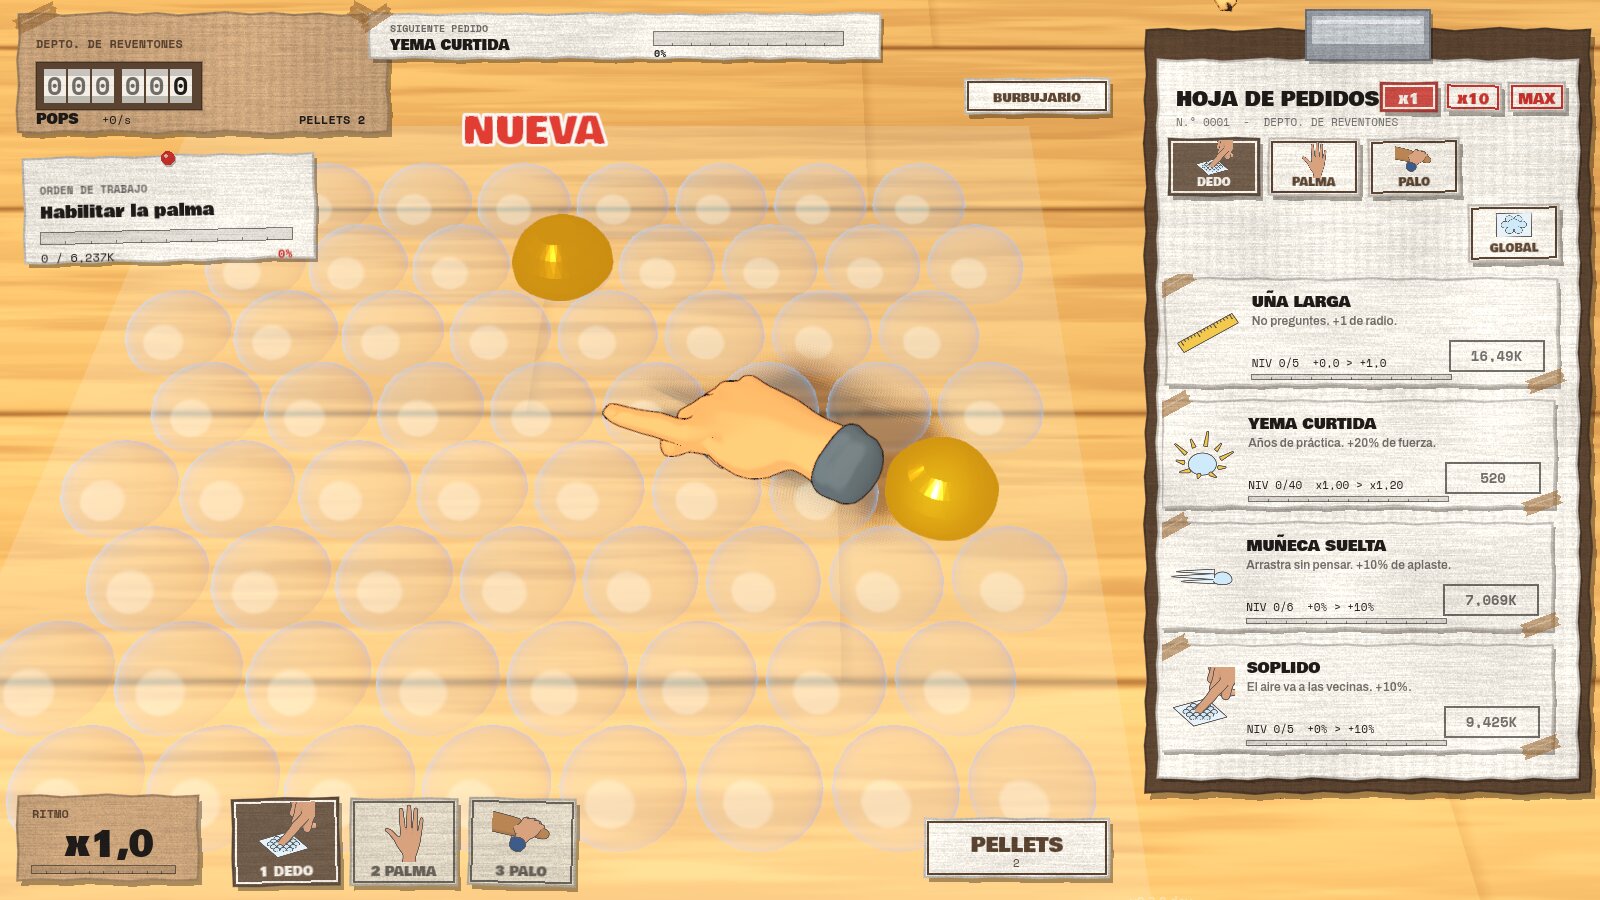 DEPTO. DE REVENTONES
000 000
POPS +0/s PELLETS 2
SIGUIENTE PEDIDO
YEMA CURTIDA
0%
BURBUJARIO
NUEVA
ORDEN DE TRABAJO
Habilitar la palma
0 / 6,237K 0%
HOJA DE PEDIDOS x1 x10 MAX
N.° 0001 - DEPTO. DE REVENTONES
DEDO PALMA PALO
GLOBAL
UÑA LARGA
No preguntes. +1 de radio.
NIV 0/5 +0,0 > +1,0 16,49K
YEMA CURTIDA
Años de práctica. +20% de fuerza.
NIV 0/40 x1,00 > x1,20 520
MUÑECA SUELTA
Arrastra sin pensar. +10% de aplaste.
NIV 0/6 +0% > +10% 7,069K
SOPLIDO
El aire va a las vecinas. +10%.
NIV 0/5 +0% > +10% 9,425K
RITMO
x1,0
1 DEDO 2 PALMA 3 PALO
PELLETS
2